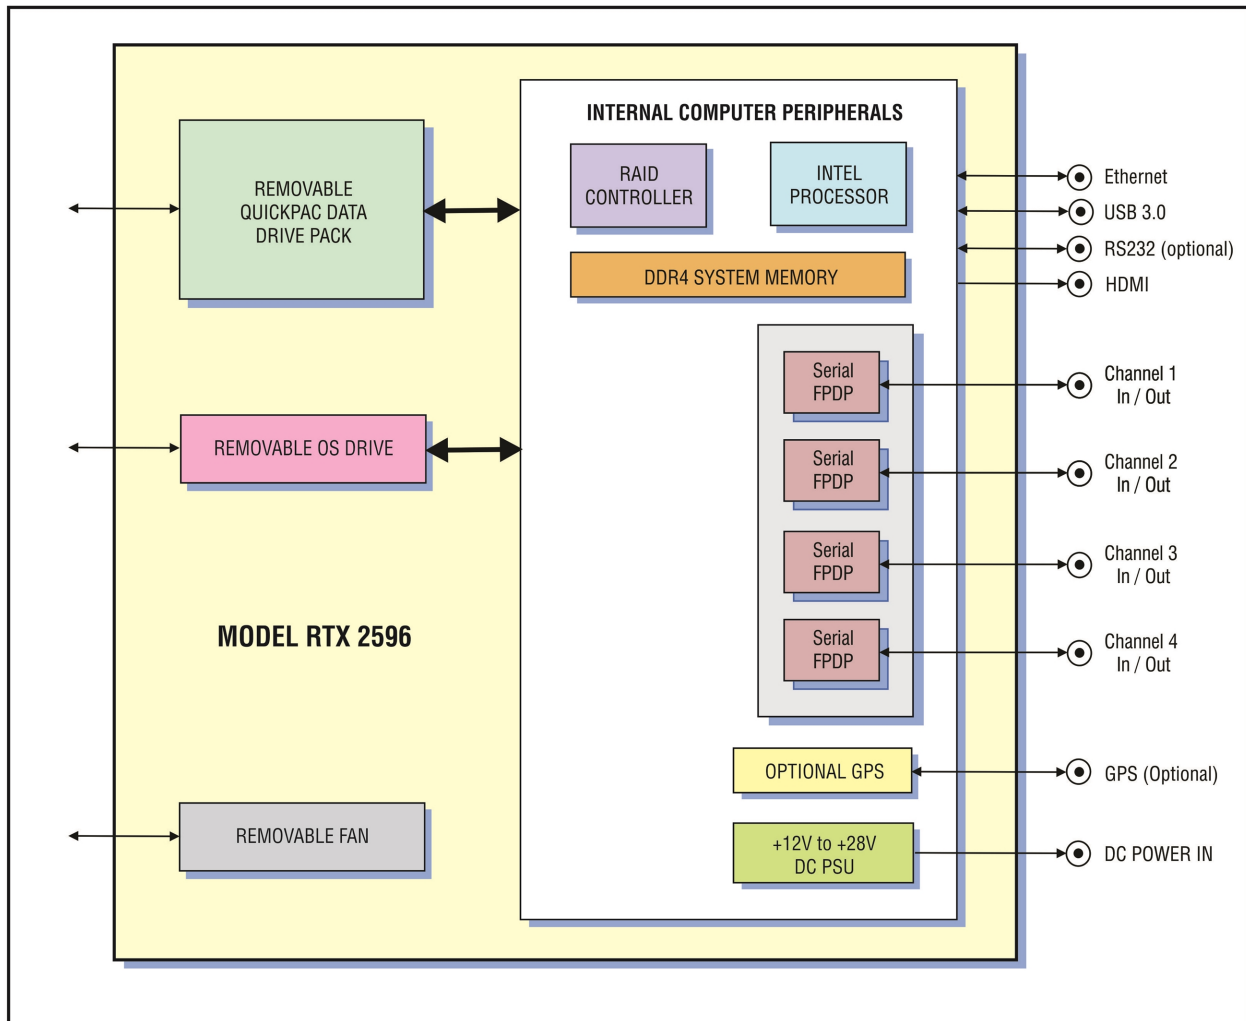 INTERNAL COMPUTER PERIPHERALS
REMOVABLE
QUICKPAC DATA
DRIVE PACK
RAID
CONTROLLER
INTEL
PROCESSOR
DDR4 SYSTEM MEMORY
Ethernet
USB 3.0
RS232 (optional)
HDMI
Serial
FPDP
Channel 1
In / Out
REMOVABLE OS DRIVE
Serial
FPDP
Channel 2
In / Out
Serial
FPDP
Channel 3
In / Out
MODEL RTX 2596
Serial
FPDP
Channel 4
In / Out
OPTIONAL GPS
GPS (Optional)
REMOVABLE FAN
+12V to +28V
DC PSU
DC POWER IN